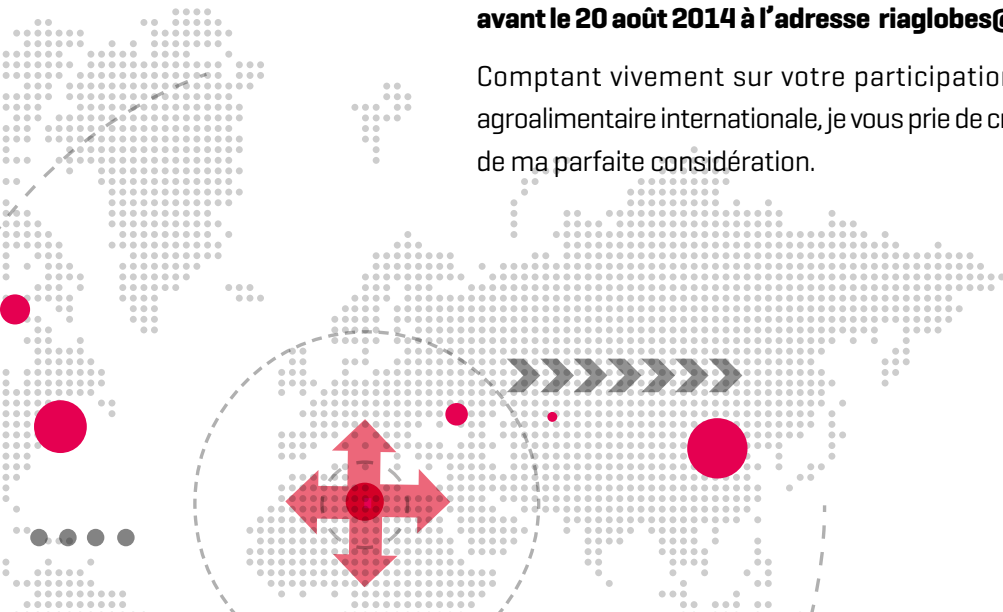 avant le 20 août 2014 à l’adresse riaglobes@
Comptant vivement sur votre participation
agroalimentaire internationale, je vous prie de
de ma parfaite considération.